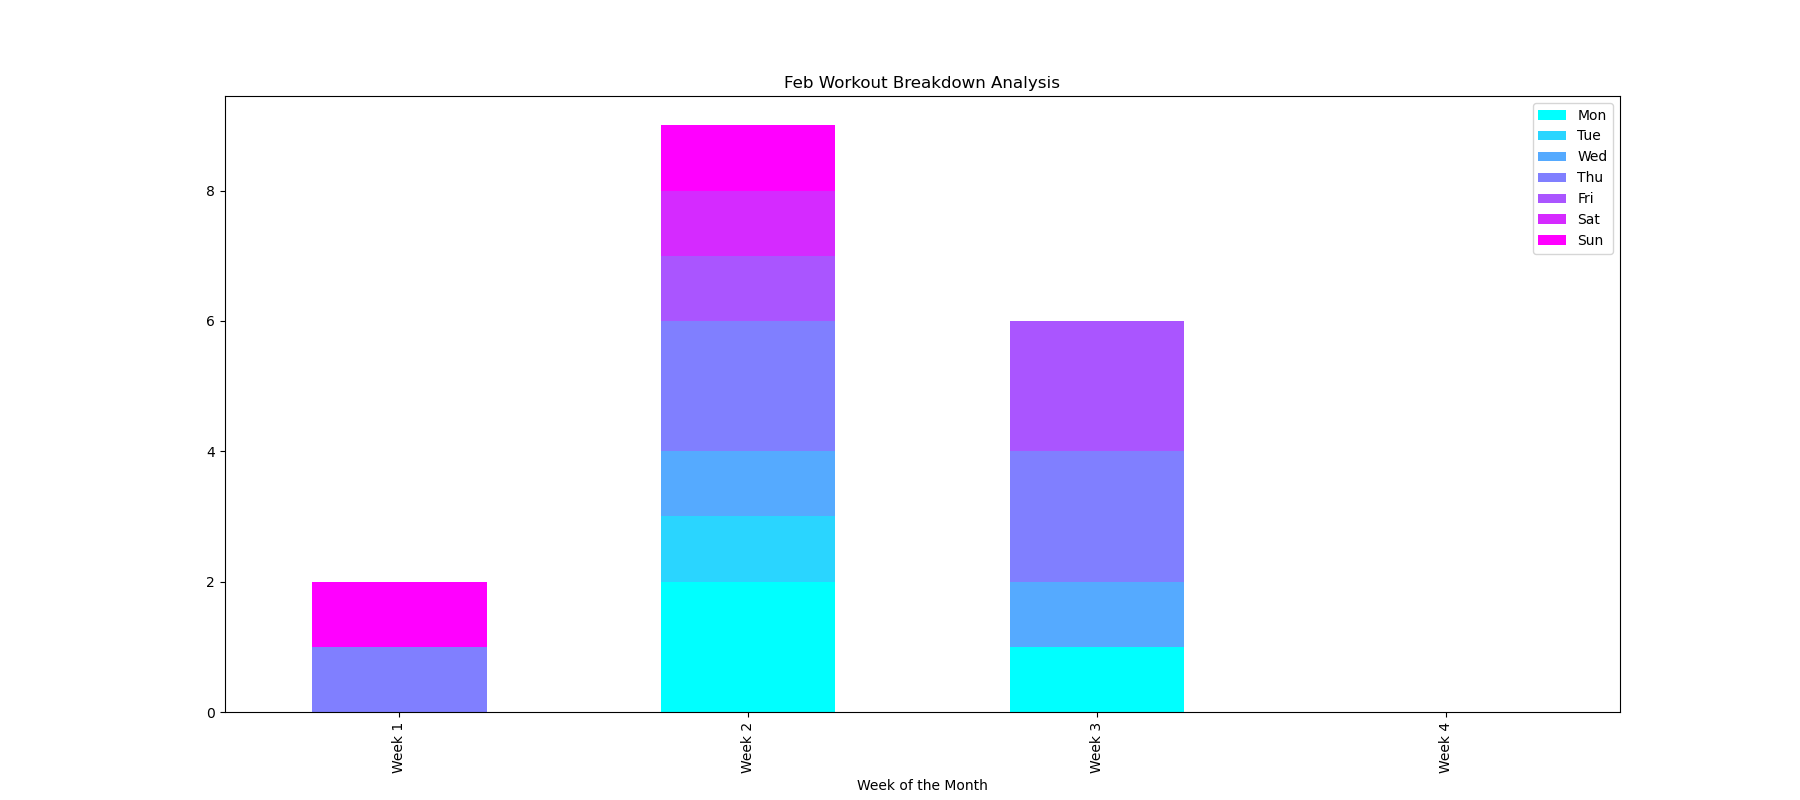 Feb Workout Breakdown Analysis
Mon
Tue
Wed
Thu
Fri
Sat
Sun
8
6
4
2
0
Week 1
Week 2
Week 3
Week 4
Week of the Month